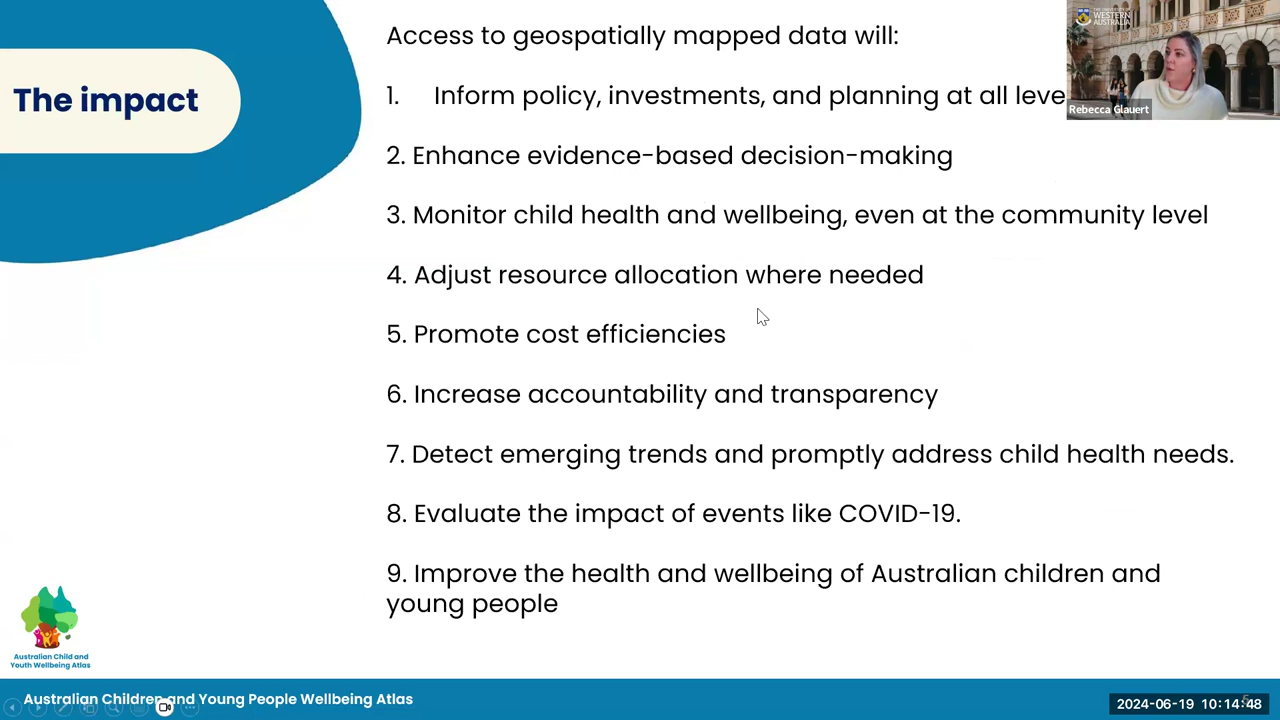 The impact
Access to geospatially mapped data will:
1. Inform policy, investments, and planning at all leve
2. Enhance evidence-based decision-making
3. Monitor child health and wellbeing, even at the community level
4. Adjust resource allocation where needed
5. Promote cost efficiencies
6. Increase accountability and transparency
7. Detect emerging trends and promptly address child health needs.
8. Evaluate the impact of events like COVID-19.
9. Improve the health and wellbeing of Australian children and
young people
THE UNIVERSITY OF
WESTERN
AUSTRALIA
Rebecca Glauert
Australian Child and
Youth Wellbeing Atlas
Australian Children and Young People Wellbeing Atlas
2024-06-19 10:14:48